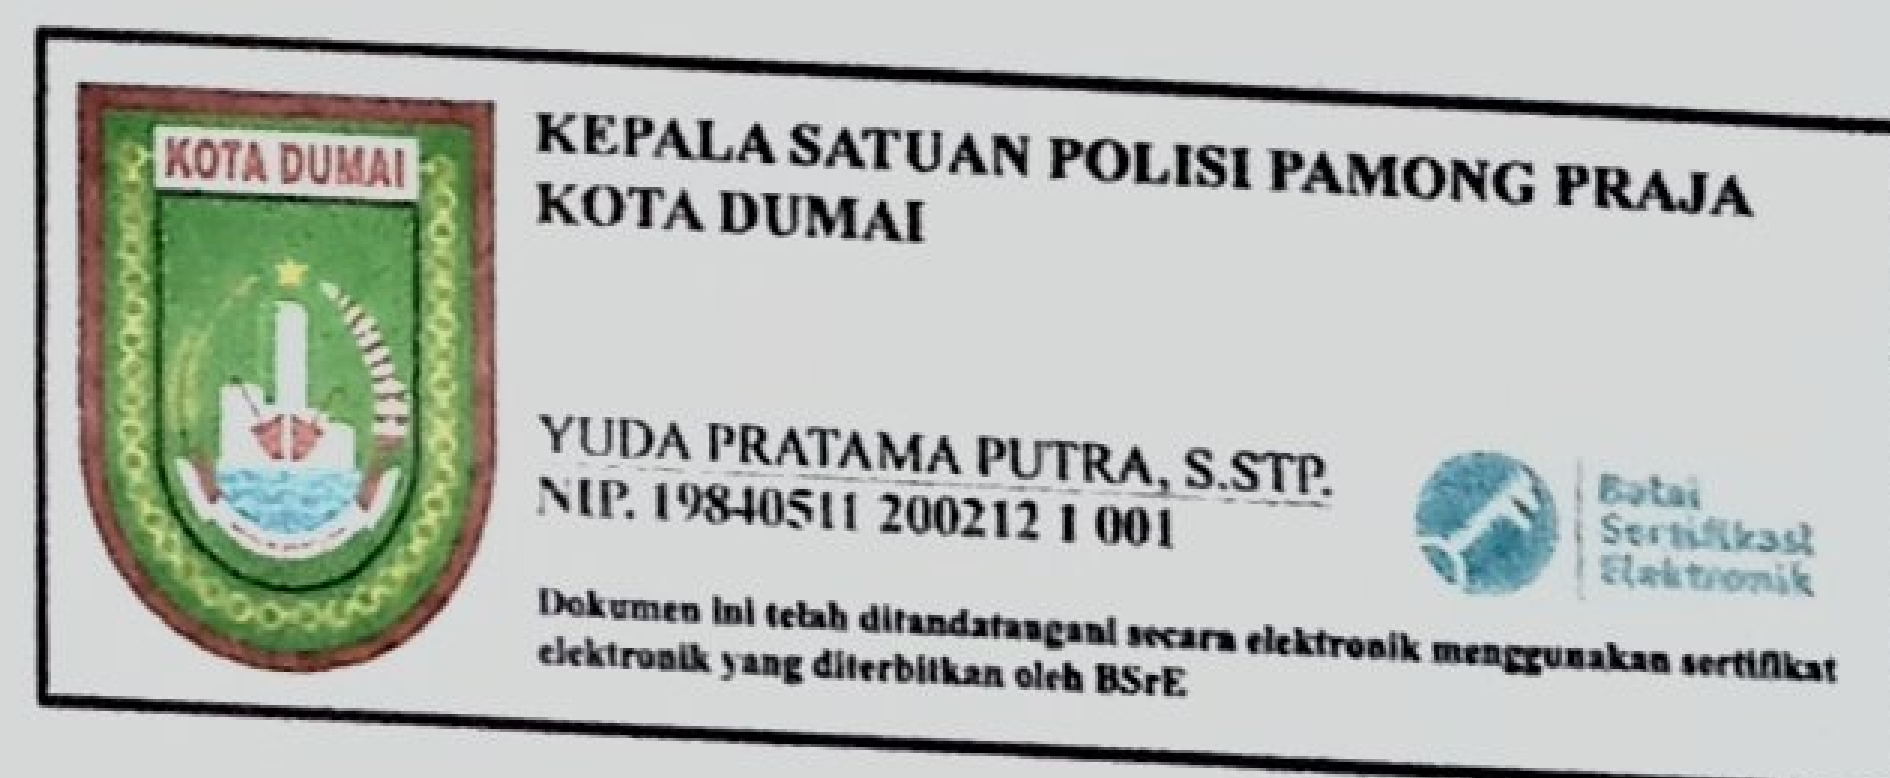 KOTA DUMAI
KEPALA SATUAN POLISI PAMONG PRAJA
KOTA DUMAI
YUDA PRATAMA PUTRA, S.STP.
NIP. 19840511 200212 1 001
Balai
Sertifikasi
Elektronik
Dokumen ini telah ditandatangani secara elektronik menggunakan sertifikat
elektronik yang diterbitkan oleh BSrE